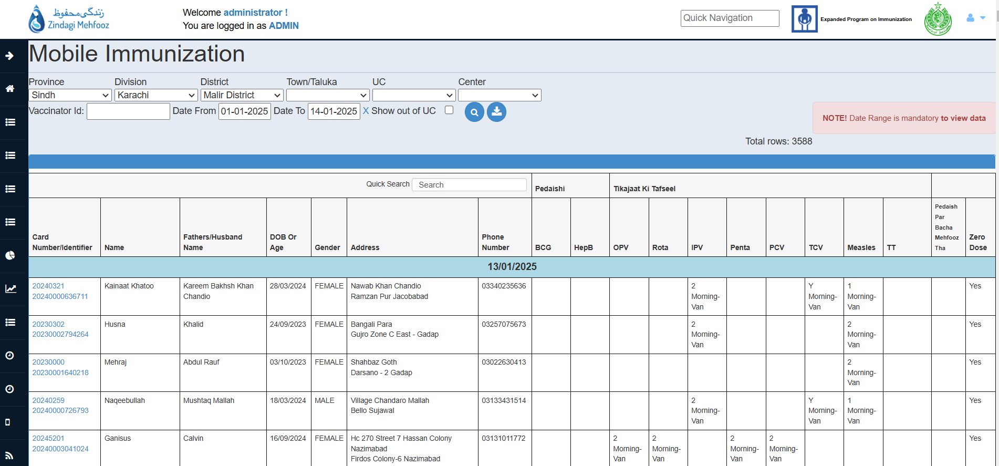 زندگی محفوظ
Zindagi Mehfooz
Welcome administrator !
You are logged in as ADMIN
Quick Navigation
Expanded Program on Immunization
Mobile Immunization
Province Division District Town/Taluka UC Center
Sindh Karachi Malir District
Vaccinator Id: Date From 01-01-2025 Date To 14-01-2025 X Show out of UC
NOTE! Date Range is mandatory to view data
Total rows: 3588
Quick Search Search
Pedaishi
Tikajaat Ki Tafseel
Card Number/Identifier
Name
Fathers/Husband Name
DOB Or Age
Gender
Address
Phone Number
BCG
HepB
OPV
Rota
IPV
Penta
PCV
TCV
Measles
TT
Pedaish Par Bacha Mehfooz Tha
Zero Dose
13/01/2025
20240321 Kainaat Khatoo Kareem Bakhsh Khan 28/03/2024 FEMALE Nawab Khan Chandio 03340235636 2 Y 1 Yes
20240000636711 Chandio Ramzan Pur Jacobabad Morning- Morning- Morning-
Van Van Van
20230302 Husna Khalid 24/09/2023 FEMALE Bangali Para 03257075673 2 2 Yes
20230002794264 Gujro Zone C East - Gadap Morning- Morning-
Van Van
20230000 Mehraj Abdul Rauf 03/10/2023 FEMALE Shahbaz Goth 03022630413 2 Yes
20230001640218 Darsano - 2 Gadap Morning-
Van
20240259 Naqeebullah Mushtaq Mallah 18/03/2024 MALE Village Chandaro Mallah 03133431514 2 Y 1 Yes
20240000726793 Bello Sujawal Morning- Morning- Morning-
Van Van Van
20245201 Ganisus Calvin 16/09/2024 FEMALE Hc 270 Street 7 Hassan Colony 03131011772 2 2 2 2 Yes
20240003041024 Nazimabad Morning- Morning- Morning- Morning-
Firdos Colony-6 Nazimabad Van Van Van Van